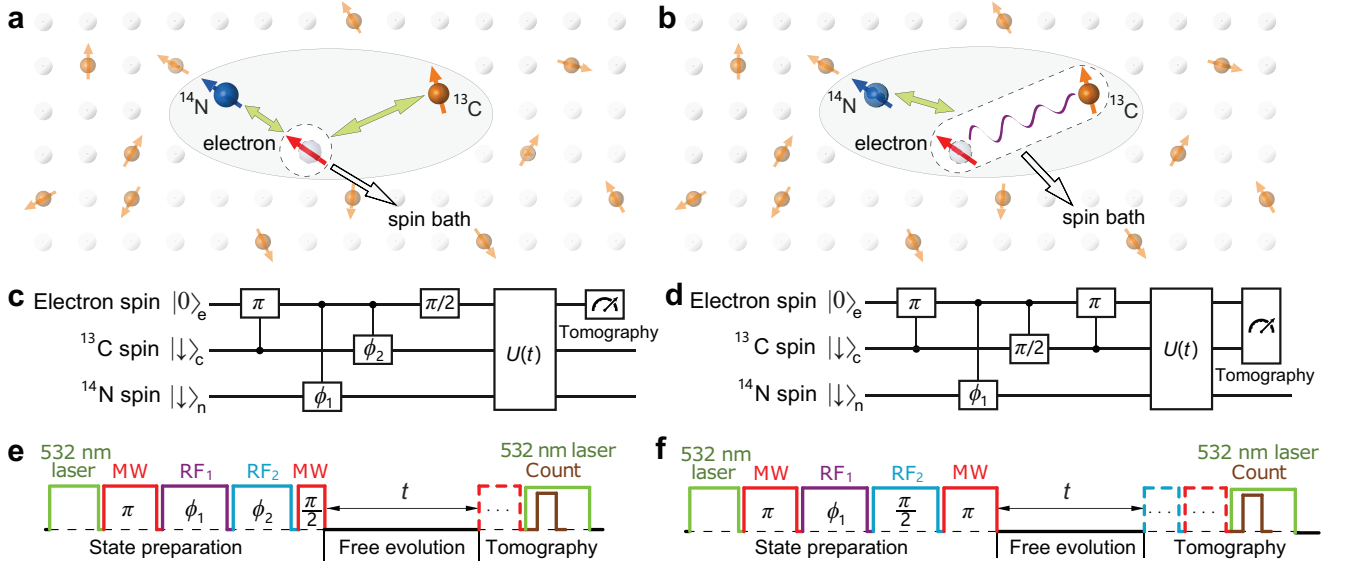 a
¹⁴N
¹³C
electron
spin bath
b
¹⁴N
¹³C
electron
spin bath
c
Electron spin |0⟩ₑ π π/2
Tomography
¹³C spin |↓⟩c ϕ₂ U(t)
¹⁴N spin |↓⟩n ϕ₁
d
Electron spin |0⟩ₑ π π
¹³C spin |↓⟩c π/2 U(t)
Tomography
¹⁴N spin |↓⟩n ϕ₁
e
532 nm
laser
MW RF₁ RF₂ MW
532 nm laser
Count
π ϕ₁ ϕ₂ π/2 t ...
State preparation Free evolution Tomography
f
532 nm
laser
MW RF₁ RF₂ MW
532 nm laser
Count
π ϕ₁ π/2 π t ... ...
State preparation Free evolution Tomography